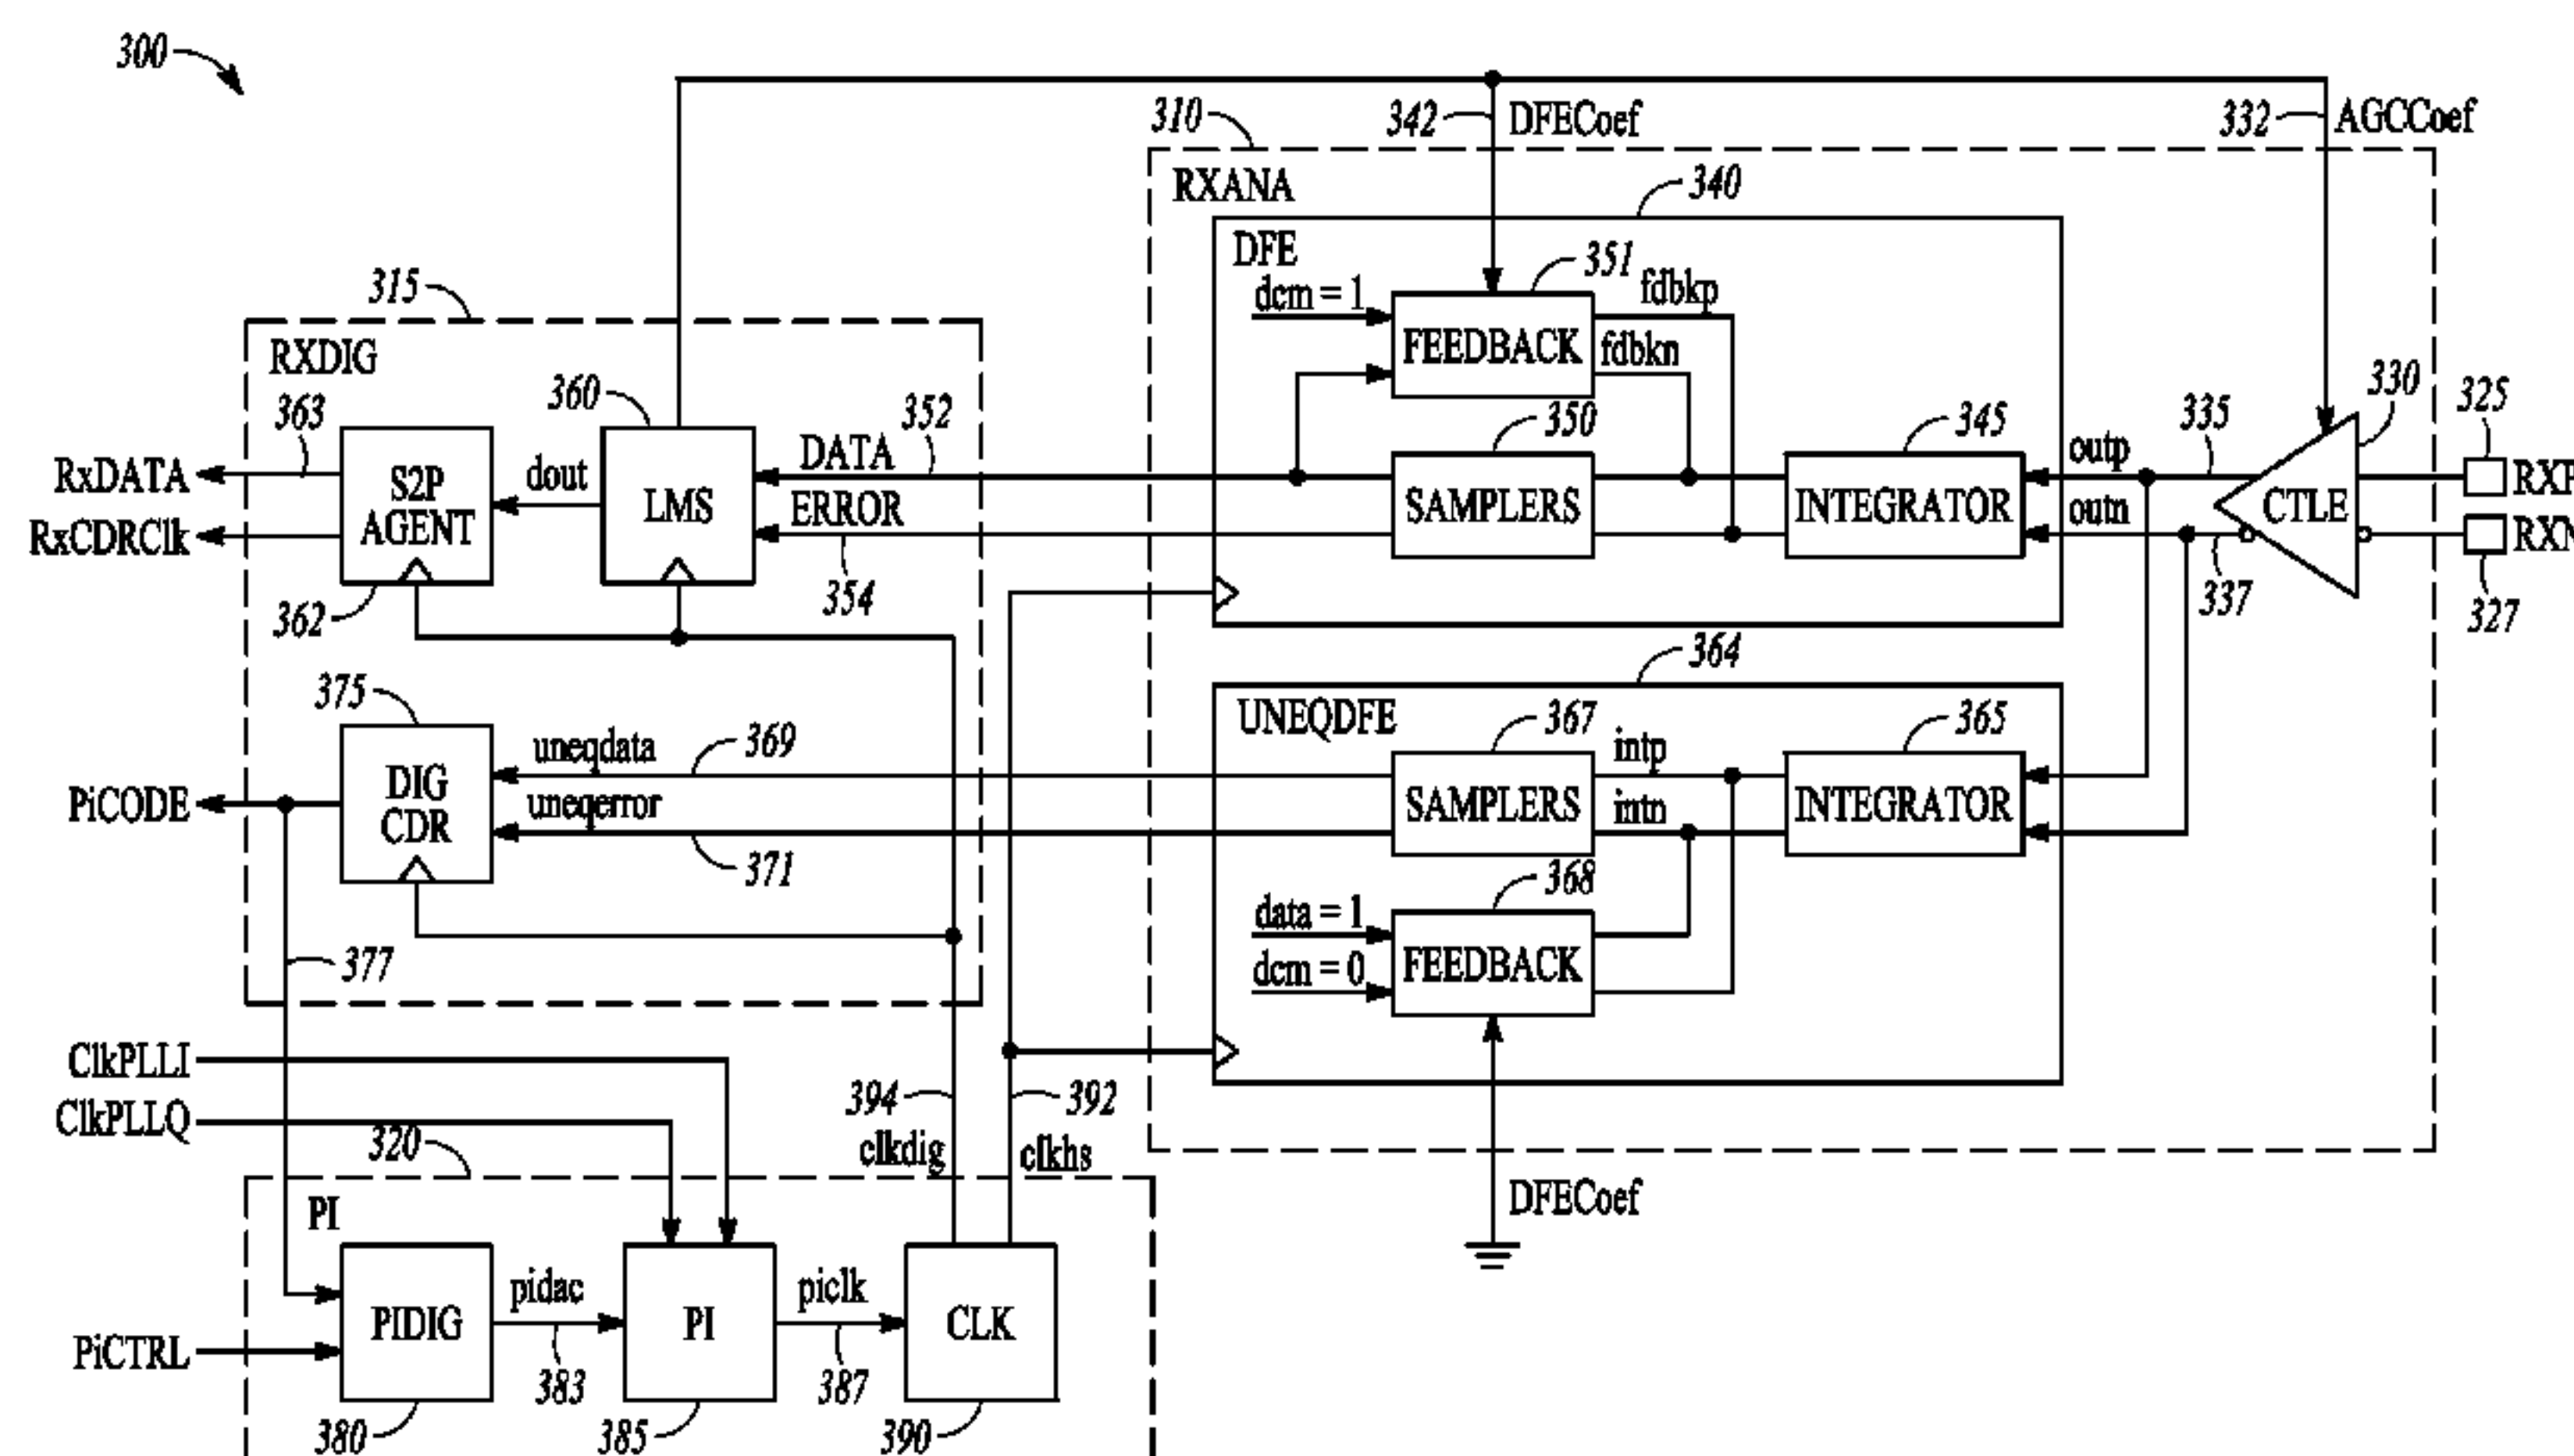 300
310
342
DFECoef
332
AGCCoef
RXANA
340
DFE
351
dcm = 1
fdbkp
FEEDBACK
fdbkn
315
RXDIG
360
363
352
350
345
335
330
325
RxDATA
S2P
AGENT
dout
LMS
DATA
ERROR
SAMPLERS
INTEGRATOR
outp
outn
CTLE
RXP
RxCDRClk
362
354
337
327
364
375
UNEQDFE
367
365
uneqdata
369
intp
PiCODE
DIG
CDR
uneqerror
SAMPLERS
intn
INTEGRATOR
371
368
data = 1
dcm = 0
FEEDBACK
377
ClkPLLI
ClkPLLQ
320
394
392
clkdig
clkhs
DFECoef
PI
PIDIG
pidac
PI
piclk
CLK
PiCTRL
383
387
380
385
390